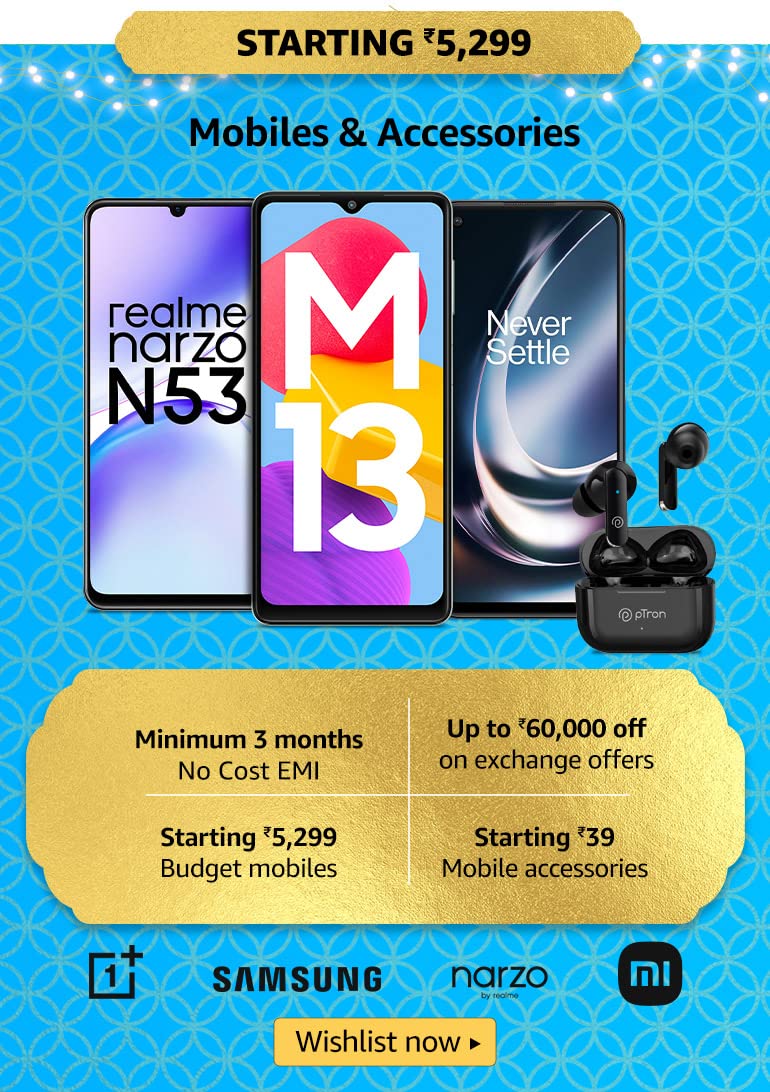 STARTING ₹5,299
Mobiles & Accessories
realme
narzo
N53
M
13
Never
Settle
pTron
Minimum 3 months
No Cost EMI
Up to ₹60,000 off
on exchange offers
Starting ₹5,299
Budget mobiles
Starting ₹39
Mobile accessories
1+
SAMSUNG
narzo
by realme
mi
Wishlist now ▸